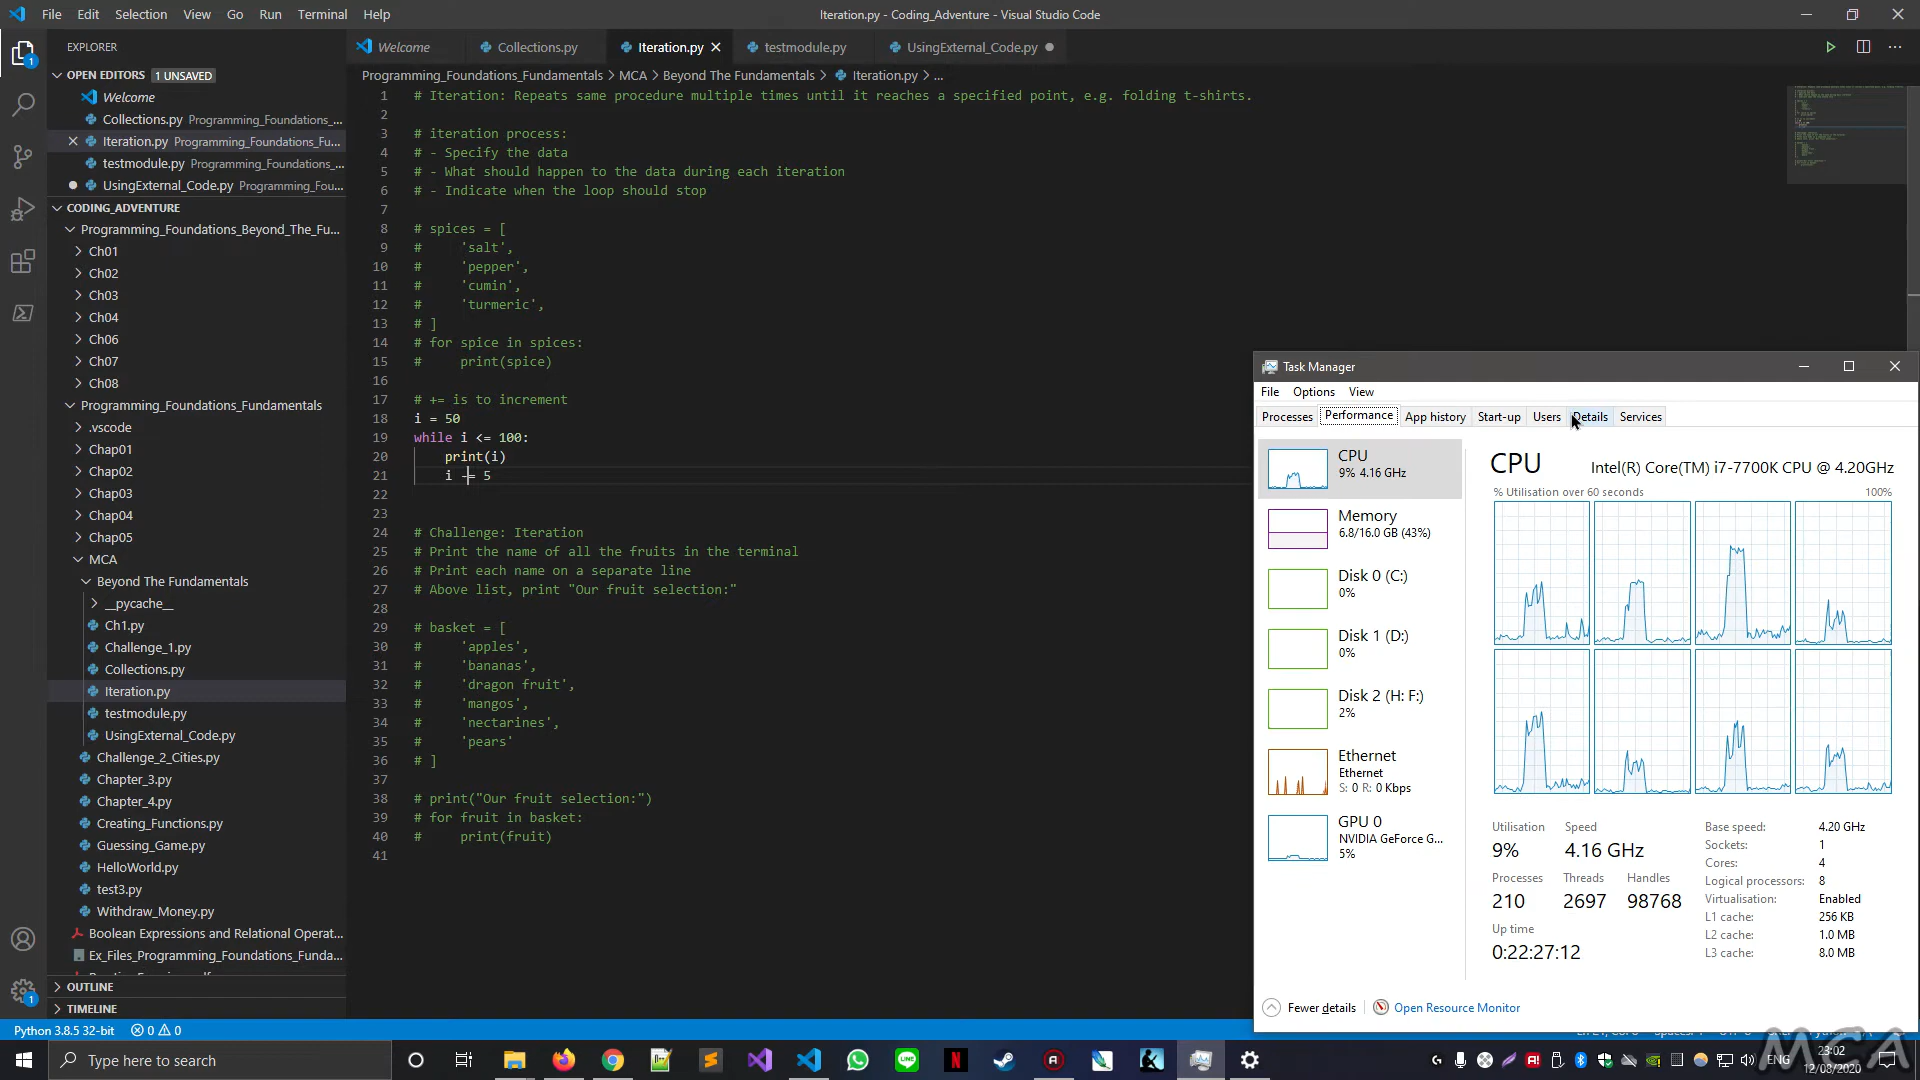 File Edit Selection View Go Run Terminal Help
Iteration.py - Coding_Adventure - Visual Studio Code
EXPLORER
OPEN EDITORS 1 UNSAVED
Welcome
Collections.py Programming_Foundations_...
Iteration.py Programming_Foundations_Fu...
testmodule.py Programming_Foundations_...
UsingExternal_Code.py Programming_Fou...
CODING_ADVENTURE
Programming_Foundations_Beyond_The_Fu...
Ch01
Ch02
Ch03
Ch04
Ch06
Ch07
Ch08
Programming_Foundations_Fundamentals
.vscode
Chap01
Chap02
Chap03
Chap04
Chap05
MCA
Beyond The Fundamentals
__pycache__
Ch1.py
Challenge_1.py
Collections.py
Iteration.py
testmodule.py
UsingExternal_Code.py
Challenge_2_Cities.py
Chapter_3.py
Chapter_4.py
Creating_Functions.py
Guessing_Game.py
HelloWorld.py
test3.py
Withdraw_Money.py
Boolean Expressions and Relational Operat...
Ex_Files_Programming_Foundations_Funda...
OUTLINE
TIMELINE
Welcome Collections.py Iteration.py testmodule.py UsingExternal_Code.py
Programming_Foundations_Fundamentals > MCA > Beyond The Fundamentals > Iteration.py > ...
1 # Iteration: Repeats same procedure multiple times until it reaches a specified point, e.g. folding t-shirts.
2
3 # iteration process:
4 # - Specify the data
5 # - What should happen to the data during each iteration
6 # - Indicate when the loop should stop
7
8 # spices = [
9 #     'salt',
10 #     'pepper',
11 #     'cumin',
12 #     'turmeric',
13 # ]
14 # for spice in spices:
15 #     print(spice)
16
17 # += is to increment
18 i = 50
19 while i <= 100:
20     print(i)
21     i += 5
22
23
24 # Challenge: Iteration
25 # Print the name of all the fruits in the terminal
26 # Print each name on a separate line
27 # Above list, print "Our fruit selection:"
28
29 # basket = [
30 #     'apples',
31 #     'bananas',
32 #     'dragon fruit',
33 #     'mangos',
34 #     'nectarines',
35 #     'pears'
36 # ]
37
38 # print("Our fruit selection:")
39 # for fruit in basket:
40 #     print(fruit)
41
Task Manager
File Options View
Processes Performance App history Start-up Users Details Services
CPU
9% 4.16 GHz
Memory
6.8/16.0 GB (43%)
Disk 0 (C:)
0%
Disk 1 (D:)
0%
Disk 2 (H: F:)
2%
Ethernet
Ethernet
S: 0 R: 0 Kbps
GPU 0
NVIDIA GeForce G...
5%
CPU Intel(R) Core(TM) i7-7700K CPU @ 4.20GHz
% Utilisation over 60 seconds 100%
Utilisation Speed
9% 4.16 GHz
Processes Threads Handles
210 2697 98768
Up time
0:22:27:12
Base speed: 4.20 GHz
Sockets: 1
Cores: 4
Logical processors: 8
Virtualisation: Enabled
L1 cache: 256 KB
L2 cache: 1.0 MB
L3 cache: 8.0 MB
Fewer details Open Resource Monitor
Python 3.8.5 32-bit 0 0
Type here to search
ENG
23:02
12/08/2020
MCA